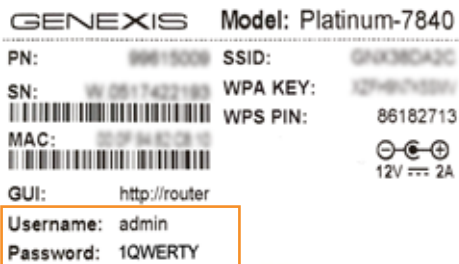 GENEXIS Model: Platinum-7840
PN: SSID:
SN: WPA KEY:
WPS PIN: 86182713
MAC:
12V 2A
GUI: http://router
Username: admin
Password: 1QWERTY